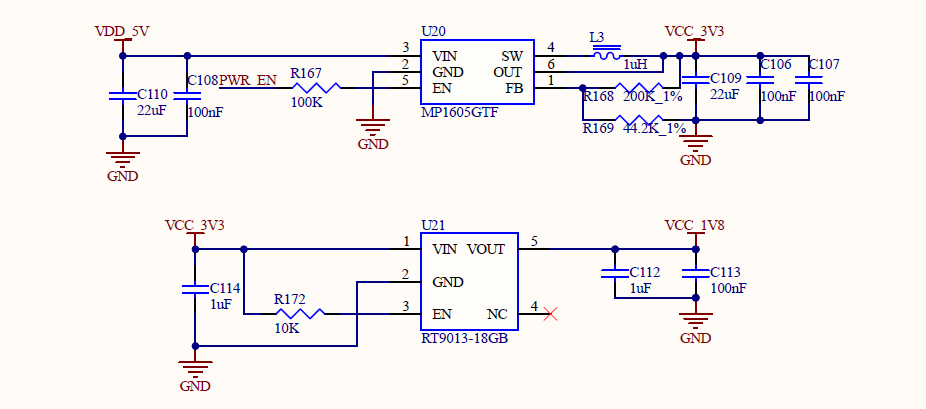 VDD_5V
U20
L3
VCC_3V3
3 VIN SW 4
2 GND OUT 6
5 EN FB 1
1uH
C110
22uF
C108
100nF
PWR_EN
R167
100K
MP1605GTF
GND
GND
R168 200K_1%
R169 44.2K_1%
C109
22uF
C106
100nF
C107
100nF
GND
VCC_3V3
U21
VCC_1V8
1 VIN VOUT 5
2 GND
3 EN NC 4
C114
1uF
R172
10K
RT9013-18GB
C112
1uF
C113
100nF
GND
GND